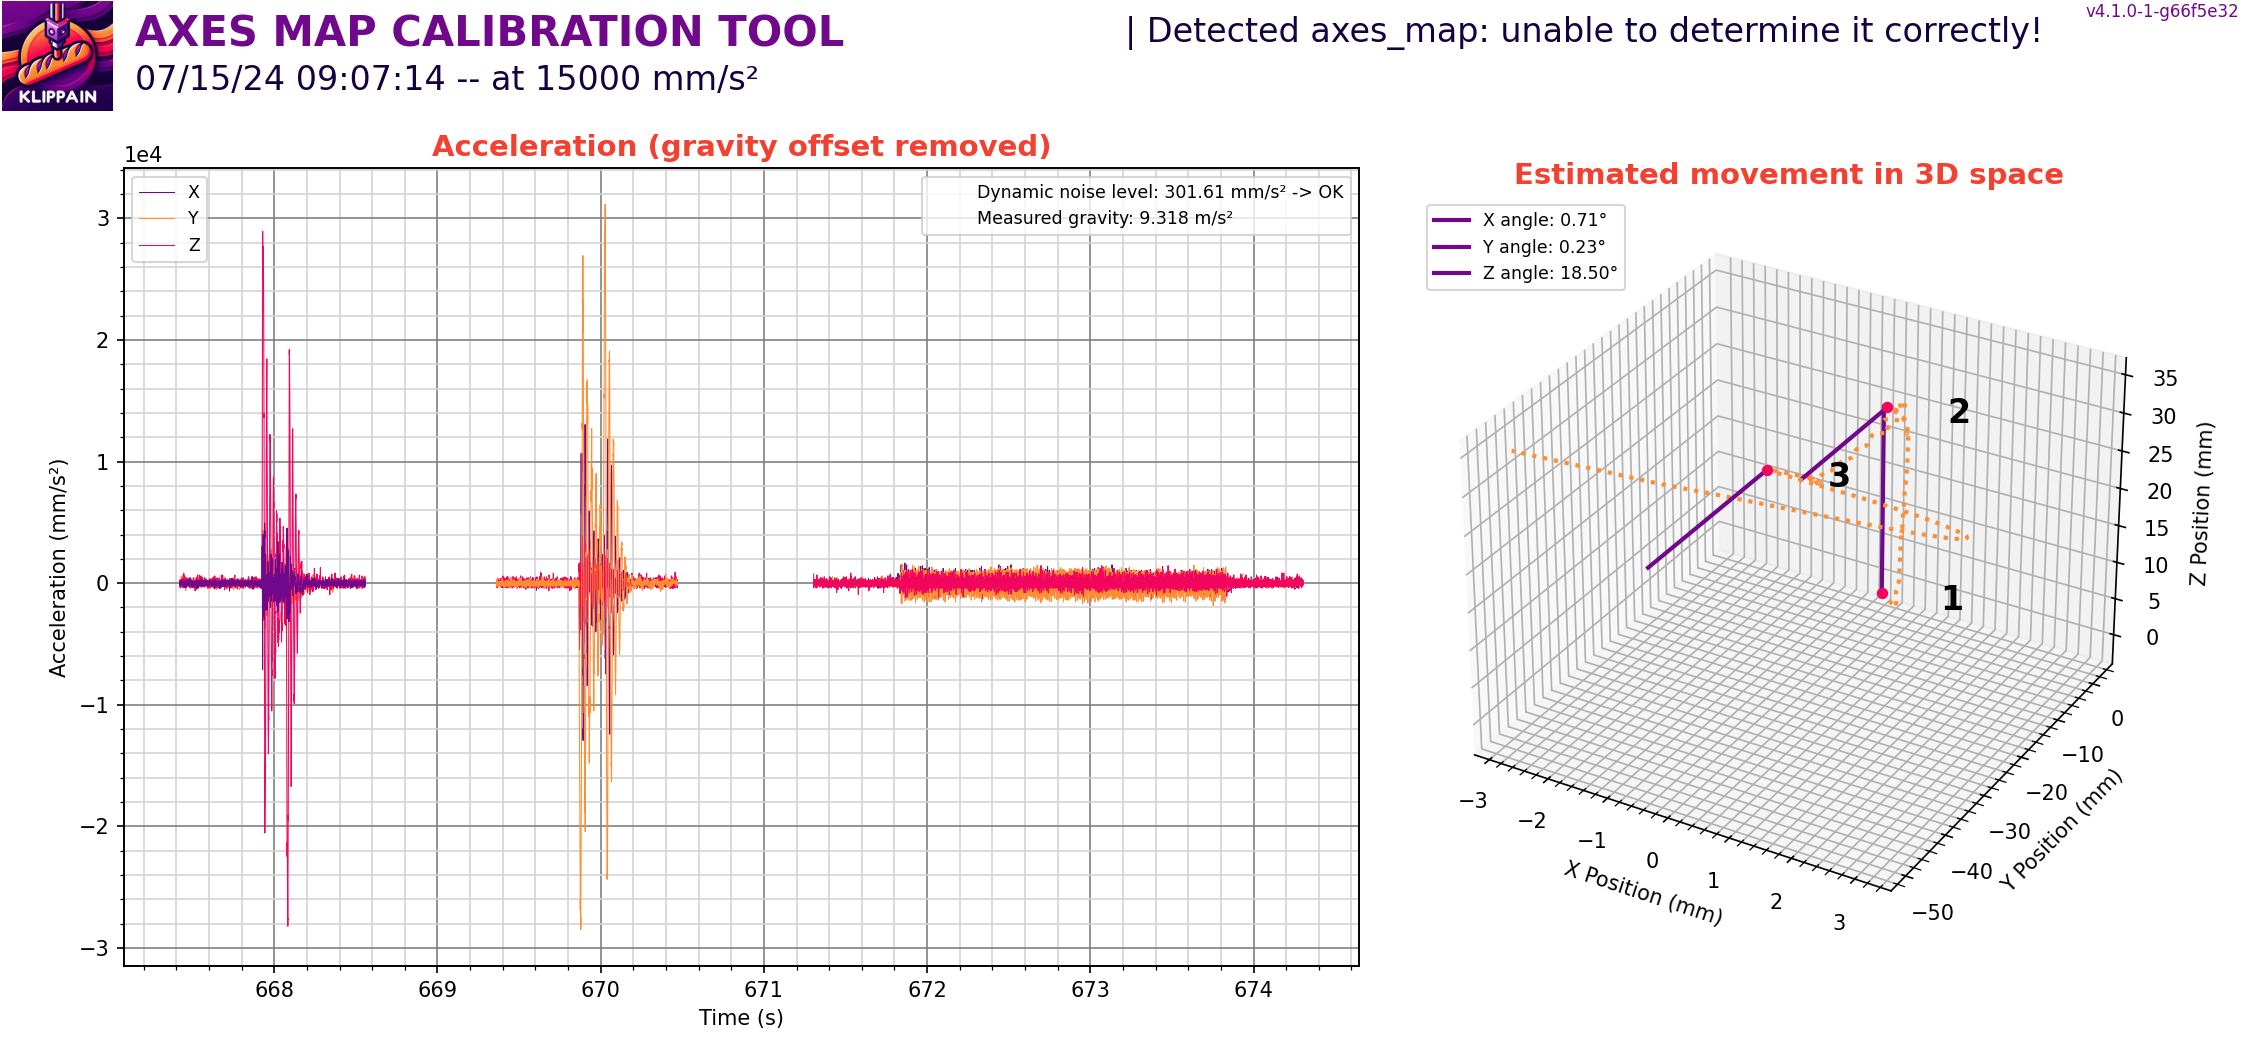 AXES MAP CALIBRATION TOOL
07/15/24 09:07:14 -- at 15000 mm/s²
| Detected axes_map: unable to determine it correctly!
v4.1.0-1-g66f5e32
KLIPPAIN
Acceleration (gravity offset removed)
1e4
X
Y
Z
Dynamic noise level: 301.61 mm/s² -> OK
Measured gravity: 9.318 m/s²
3
2
1
0
−1
−2
−3
Acceleration (mm/s²)
668
669
670
671
672
673
674
Time (s)
Estimated movement in 3D space
X angle: 0.71°
Y angle: 0.23°
Z angle: 18.50°
2
3
1
35
30
25
20
15
10
5
0
Z Position (mm)
0
−10
−20
−30
−40
−50
Y Position (mm)
−3
−2
−1
0
1
2
3
X Position (mm)